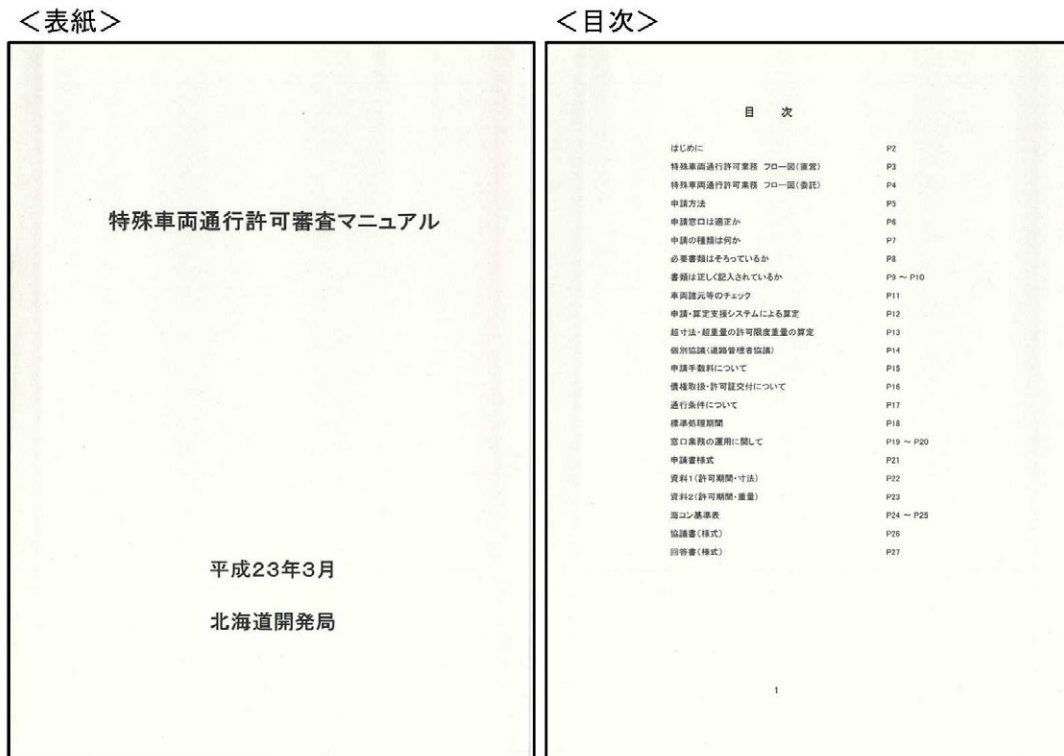 ＜表紙＞
特殊車両通行許可審査マニュアル
平成23年3月
北海道開発局
＜目次＞
目　次
はじめに P2
特殊車両通行許可業務 フロー図(直営) P3
特殊車両通行許可業務 フロー図(委託) P4
申請方法 P5
申請窓口は適正か P6
申請の種類は何か P7
必要書類はそろっているか P8
書類は正しく記入されているか P9 ～ P10
車両諸元等のチェック P11
申請・算定支援システムによる算定 P12
超寸法・超重量の許可限度重量の算定 P13
個別協議(道路管理者協議) P14
申請手数料について P15
債権取扱・許可証交付について P16
通行条件について P17
標準処理期間 P18
窓口業務の運用に関して P19 ～ P20
申請書様式 P21
資料1(許可期間・寸法) P22
資料2(許可期間・重量) P23
海コン基準表 P24 ～ P25
協議書(様式) P26
回答書(様式) P27
1